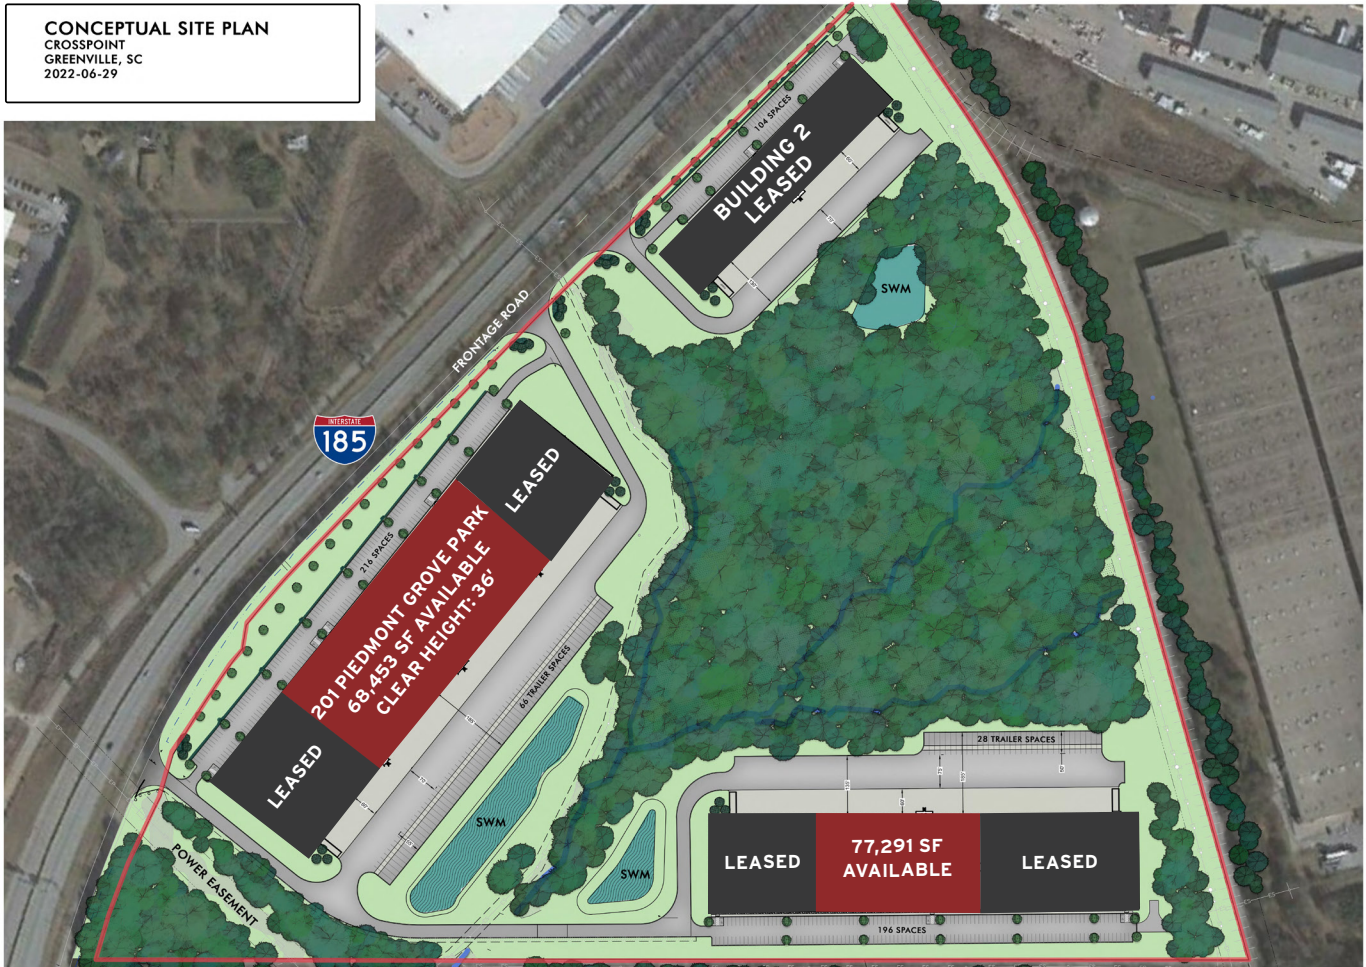 CONCEPTUAL SITE PLAN
CROSSPOINT
GREENVILLE, SC
2022-06-29
104 SPACES
BUILDING 2
LEASED
SWM
FRONTAGE ROAD
INTERSTATE
185
LEASED
216 SPACES
201 PIEDMONT GROVE PARK
68,453 SF AVAILABLE
CLEAR HEIGHT: 36'
66 TRAILER SPACES
LEASED
SWM
POWER EASEMENT
SWM
28 TRAILER SPACES
LEASED
77,291 SF
AVAILABLE
LEASED
196 SPACES